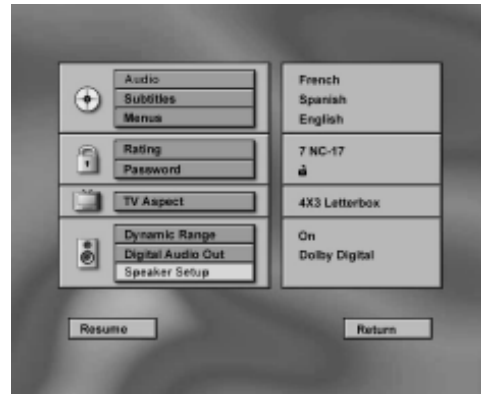 Audio French
Subtitles Spanish
Menus English
Rating 7 NC-17
Password
TV Aspect 4X3 Letterbox
Dynamic Range On
Digital Audio Out Dolby Digital
Speaker Setup
Resume Return